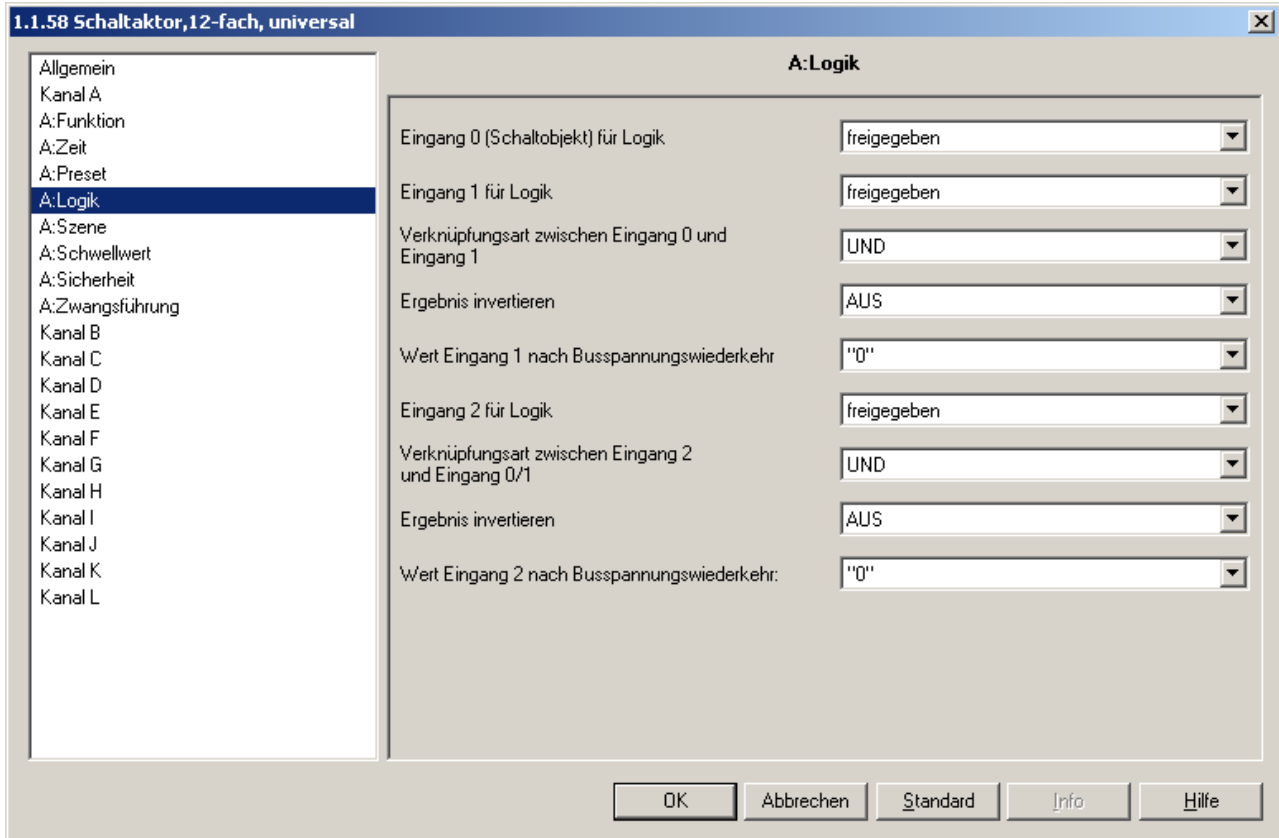 1.1.58 Schaltaktor,12-fach, universal
Allgemein
Kanal A
A:Funktion
A:Zeit
A:Preset
A:Logik
A:Szene
A:Schwellwert
A:Sicherheit
A:Zwangsführung
Kanal B
Kanal C
Kanal D
Kanal E
Kanal F
Kanal G
Kanal H
Kanal I
Kanal J
Kanal K
Kanal L
A:Logik
Eingang 0 (Schaltobjekt) für Logik
freigegeben
Eingang 1 für Logik
freigegeben
Verknüpfungsart zwischen Eingang 0 und
Eingang 1
UND
Ergebnis invertieren
AUS
Wert Eingang 1 nach Busspannungswiederkehr
"0"
Eingang 2 für Logik
freigegeben
Verknüpfungsart zwischen Eingang 2
und Eingang 0/1
UND
Ergebnis invertieren
AUS
Wert Eingang 2 nach Busspannungswiederkehr:
"0"
OK
Abbrechen
Standard
Info
Hilfe